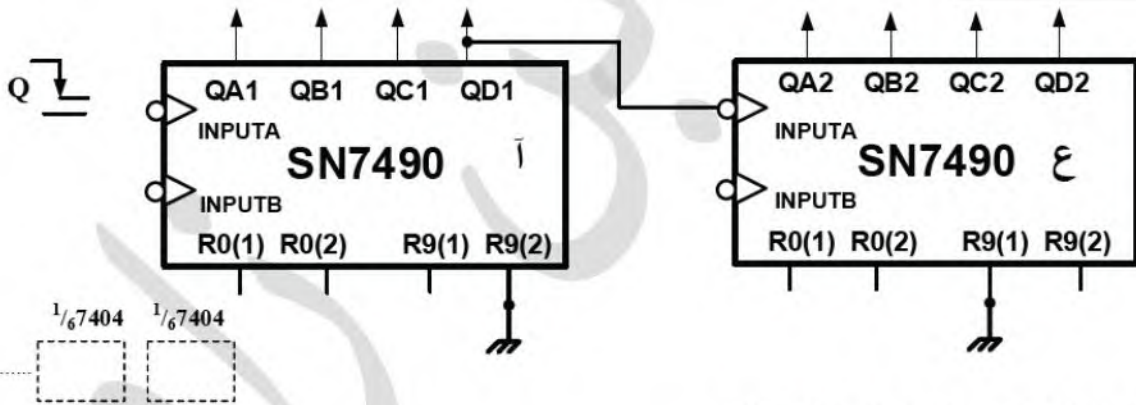 QA1 QB1 QC1 QD1
Q
INPUTA
SN7490 آ
INPUTB
R0(1) R0(2) R9(1) R9(2)
QA2 QB2 QC2 QD2
INPUTA
SN7490 ع
INPUTB
R0(1) R0(2) R9(1) R9(2)
1/67404 1/67404